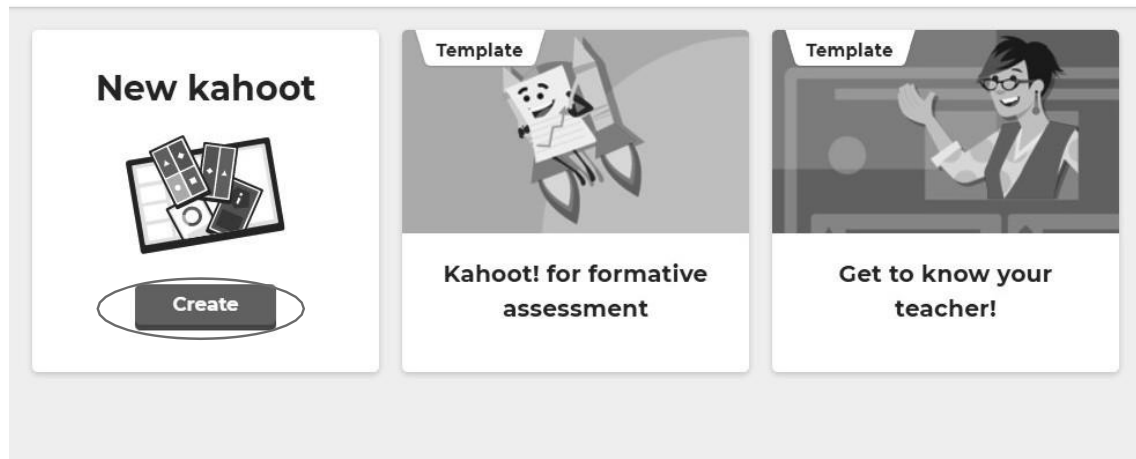 New kahoot
Create
Template
Kahoot! for formative
assessment
Template
Get to know your
teacher!